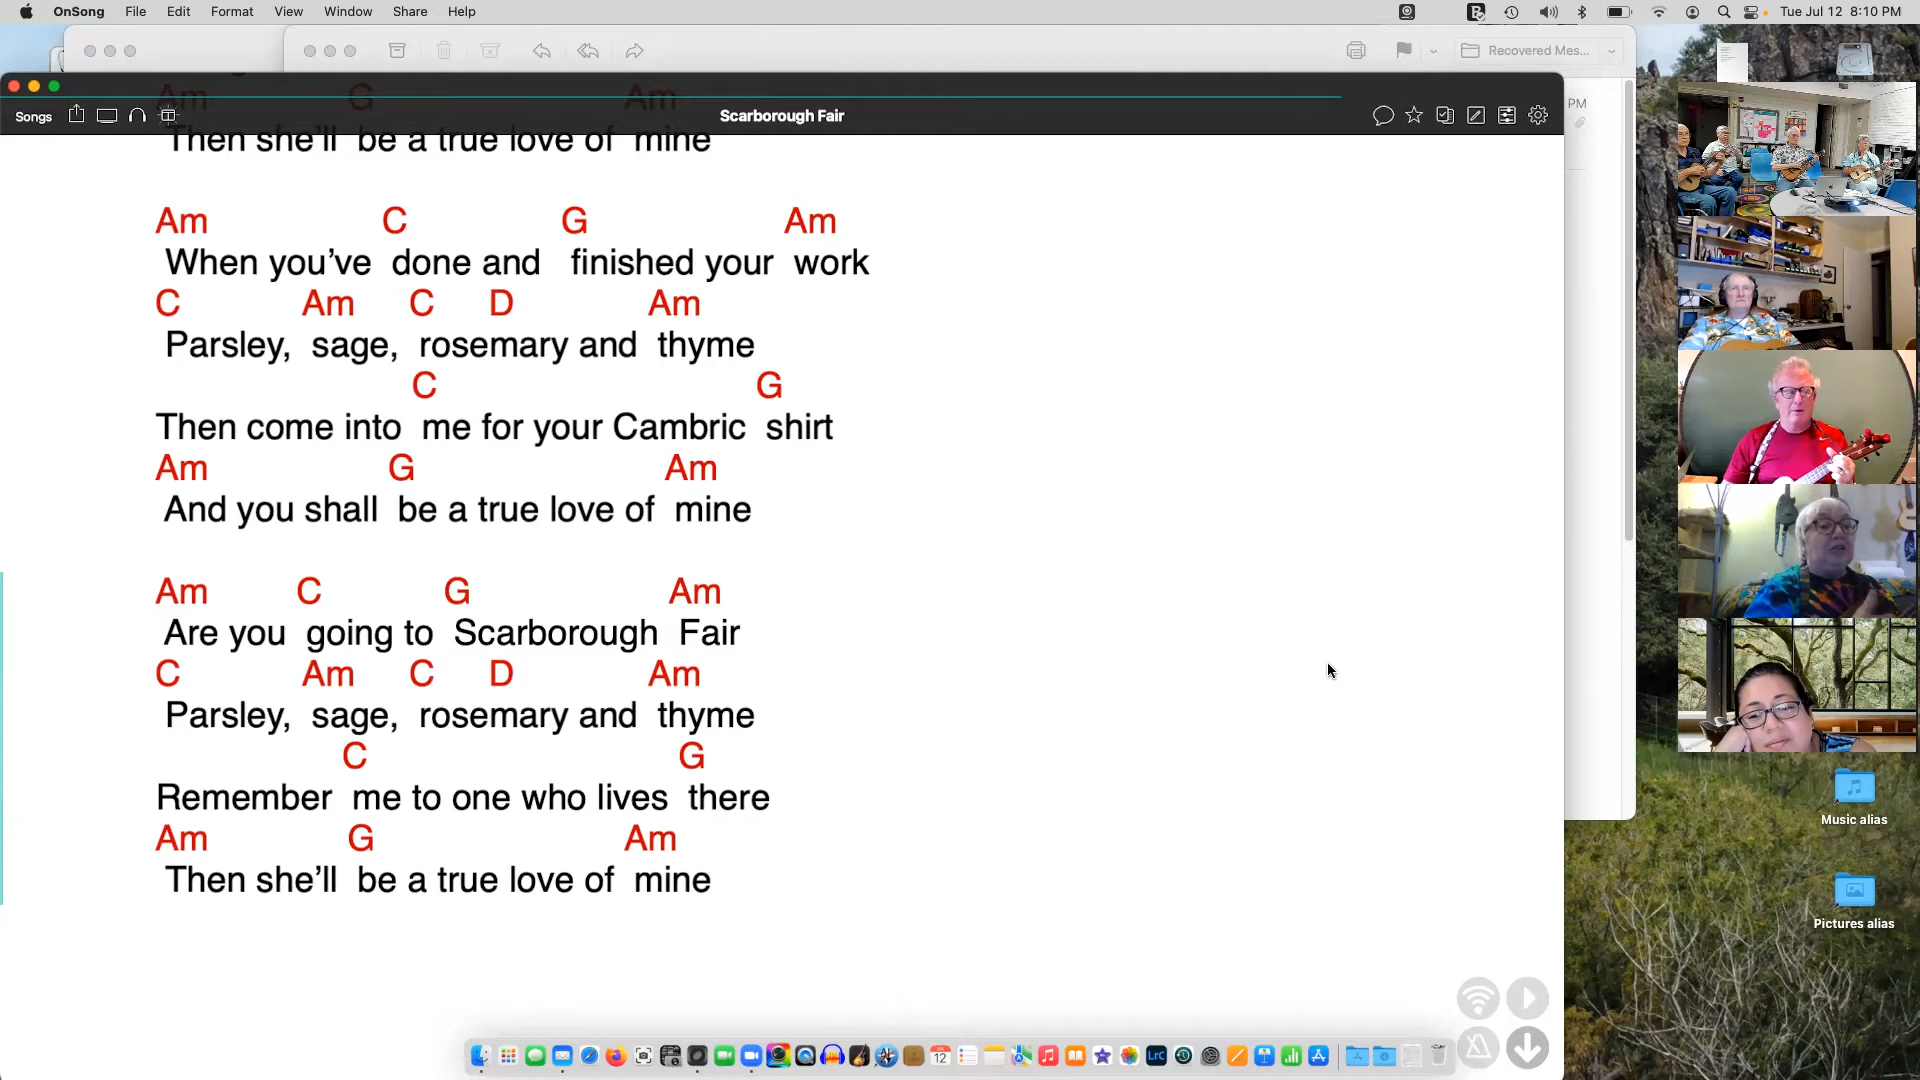 OnSong File Edit Format View Window Share Help
Tue Jul 12 8:10 PM
Recovered Mes...
PM
Songs
Scarborough Fair
Am G Am
Then she'll be a true love of mine
Am C G Am
When you've done and finished your work
C Am C D Am
Parsley, sage, rosemary and thyme
C G
Then come into me for your Cambric shirt
Am G Am
And you shall be a true love of mine
Am C G Am
Are you going to Scarborough Fair
C Am C D Am
Parsley, sage, rosemary and thyme
C G
Remember me to one who lives there
Am G Am
Then she'll be a true love of mine
Music alias
Pictures alias
12
LrC